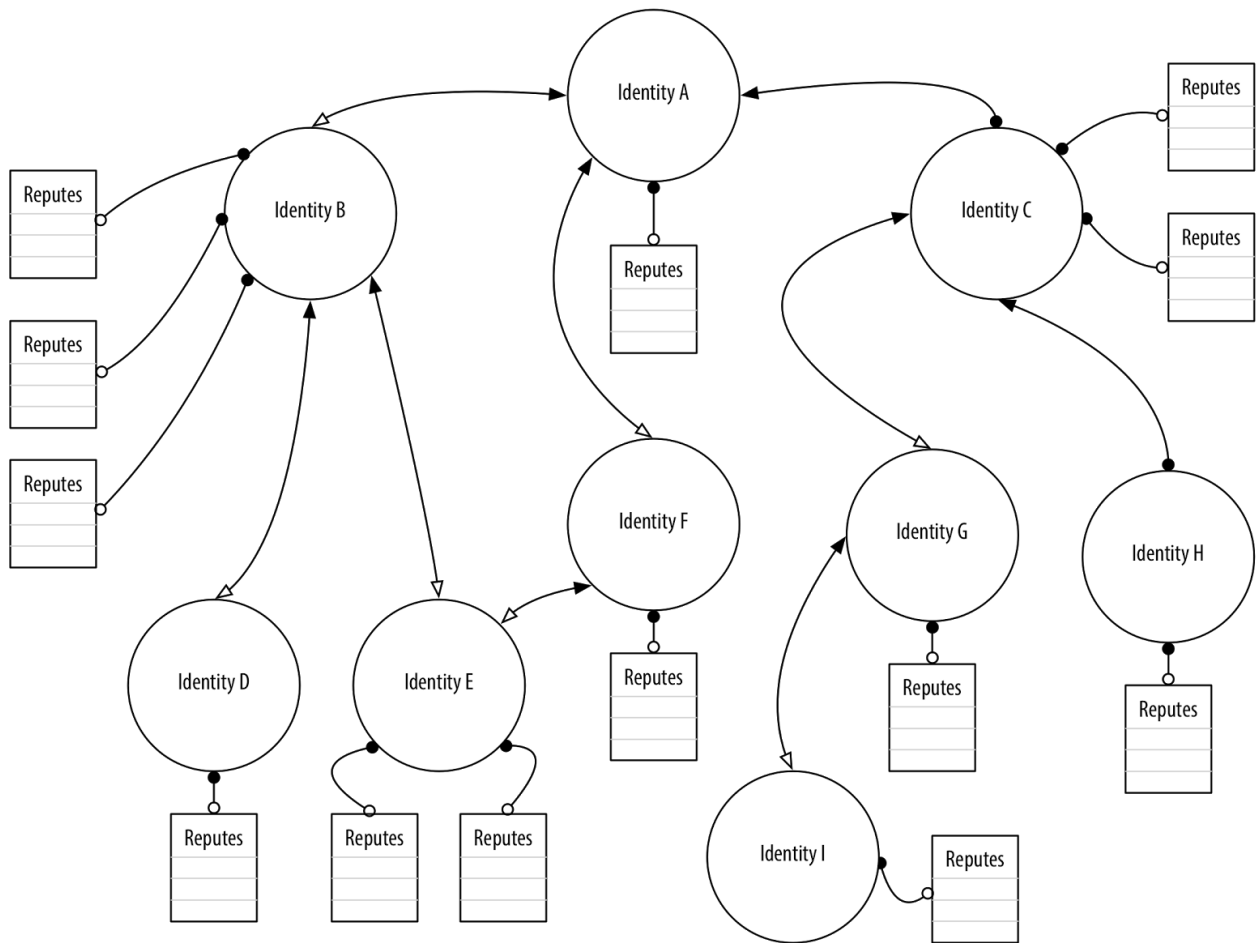 Identity A
Reputes
Identity B
Identity C
Reputes
Reputes
Reputes
Reputes
Reputes
Reputes
Identity F
Identity G
Identity H
Identity D
Identity E
Reputes
Reputes
Reputes
Reputes
Reputes
Reputes
Identity I
Reputes